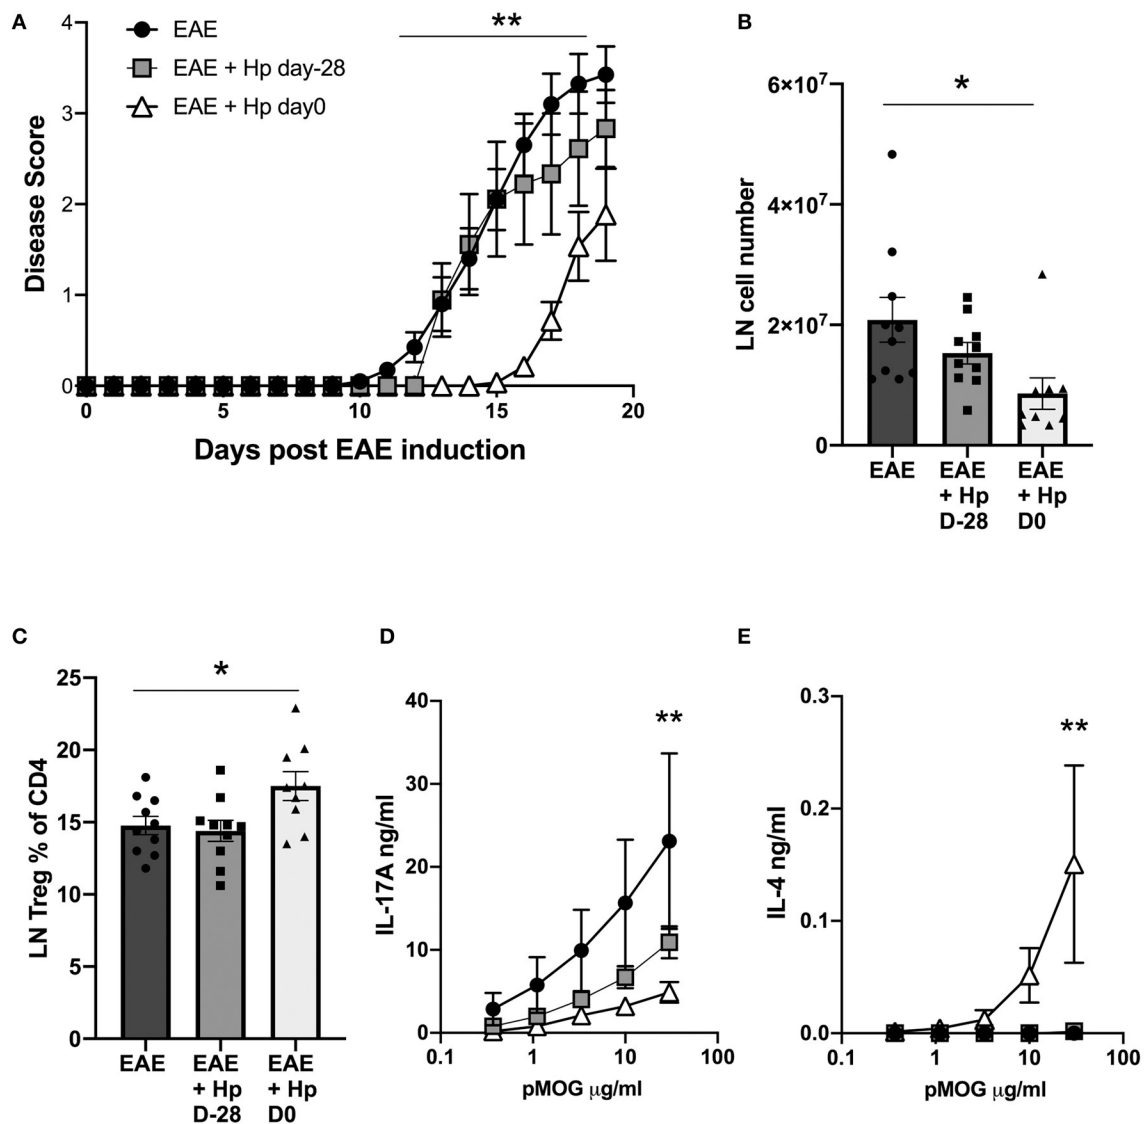 A
EAE
EAE + Hp day-28
EAE + Hp day0
**
Disease Score
4
3
2
1
0
0 5 10 15 20
Days post EAE induction
B
*
LN cell number
6×10⁷
4×10⁷
2×10⁷
0
EAE EAE EAE
+ Hp + Hp
D-28 D0
C
*
LN Treg % of CD4
25
20
15
10
5
0
EAE EAE EAE
+ Hp + Hp
D-28 D0
D
**
IL-17A ng/ml
40
30
20
10
0
0.1 1 10 100
pMOG μg/ml
E
**
IL-4 ng/ml
0.3
0.2
0.1
0.0
0.1 1 10 100
pMOG μg/ml